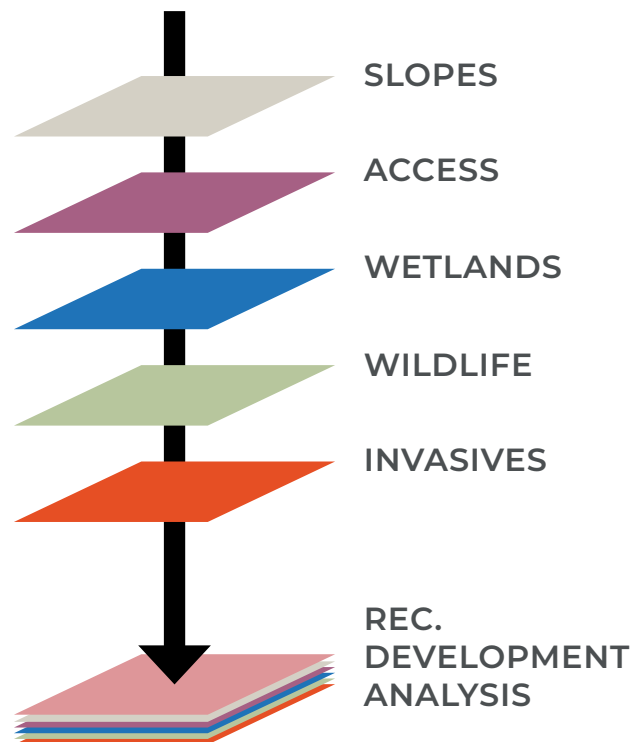 SLOPES
ACCESS
WETLANDS
WILDLIFE
INVASIVES
REC.
DEVELOPMENT
ANALYSIS